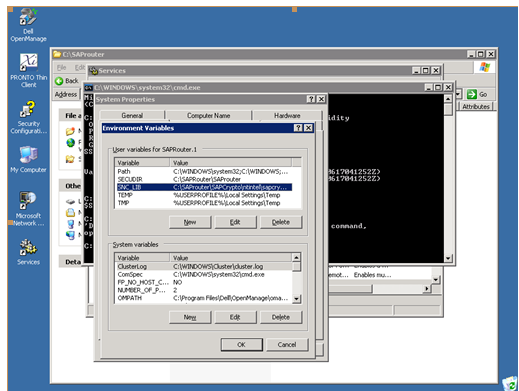 Dell
OpenManage
PRONTO Thin
Client
Security
Configurati...
My Computer
Microsoft
Network ...
Services
C:\SAProuter
File
Edit
Back
Address
Go
Attributes
Services
C:\WINDOWS\system32\cmd.exe
System Properties
General
Computer Name
Hardware
Environment Variables
User variables for SAPRouter.1
Variable Value
Path C:\WINDOWS\system32;C:\WINDOWS;...
SECUDIR C:\SAProuter\SAProuter
SNC_LIB C:\SAProuter\SAPCrypto\ntintel\sapcry...
TEMP %USERPROFILE%\Local Settings\Temp
TMP %USERPROFILE%\Local Settings\Temp
New Edit Delete
System variables
Variable Value
ClusterLog C:\WINDOWS\Cluster\cluster.log
ComSpec C:\WINDOWS\system32\cmd.exe
FP_NO_HOST_C... NO
NUMBER_OF_P... 2
OMPATH C:\Program Files\Dell\OpenManage\oma...
New Edit Delete
OK Cancel
File a
Othe
Deta
idity
8617041252Z)
8617041252Z)
command,
emot... Enables mu...